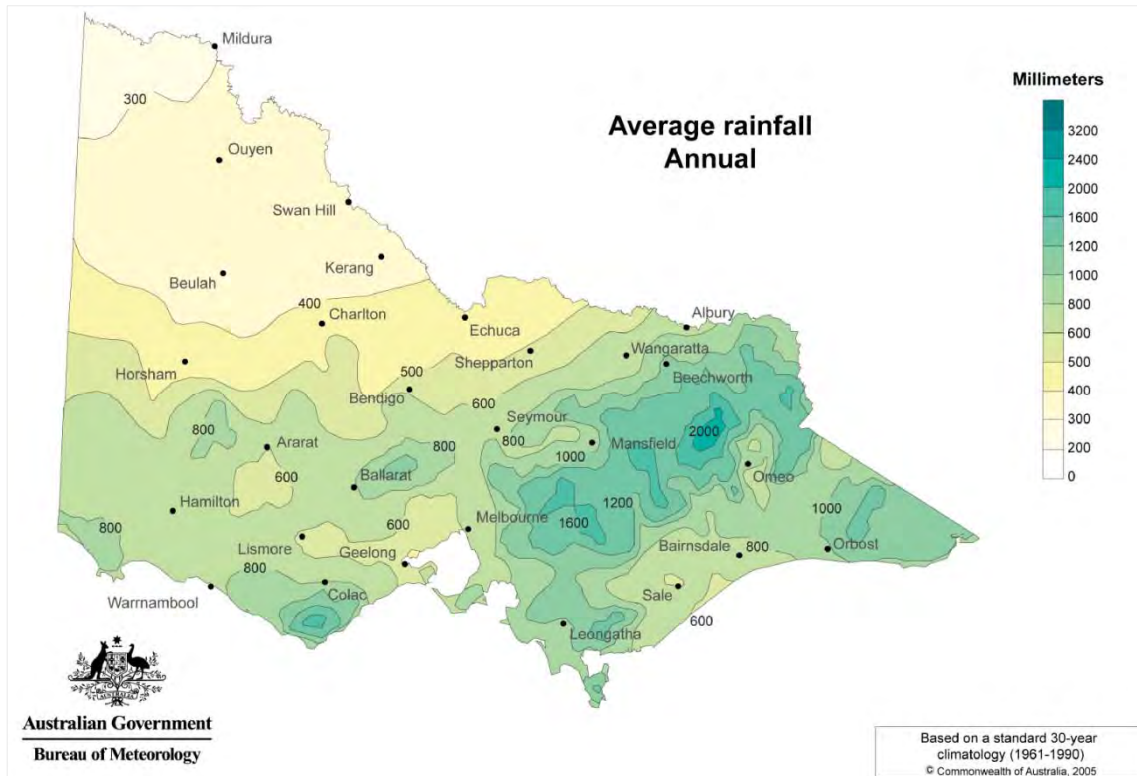 Mildura
300
Ouyen
Swan Hill
Kerang
Beulah
400
Charlton
Echuca
Albury
Horsham
Shepparton
Wangaratta
Beechworth
500
Bendigo
600
Seymour
800
Ararat
800
800
Mansfield
2000
1000
600
Ballarat
Omeo
Hamilton
1200
1000
800
600
Melbourne
1600
Lismore
Geelong
Bairnsdale
800
Orbost
800
Warrnambool
Colac
Sale
600
Leongatha
Average rainfall
Annual
Millimeters
3200
2400
2000
1600
1200
1000
800
600
500
400
300
200
0
Australian Government
Bureau of Meteorology
Based on a standard 30-year
climatology (1961-1990)
© Commonwealth of Australia, 2005